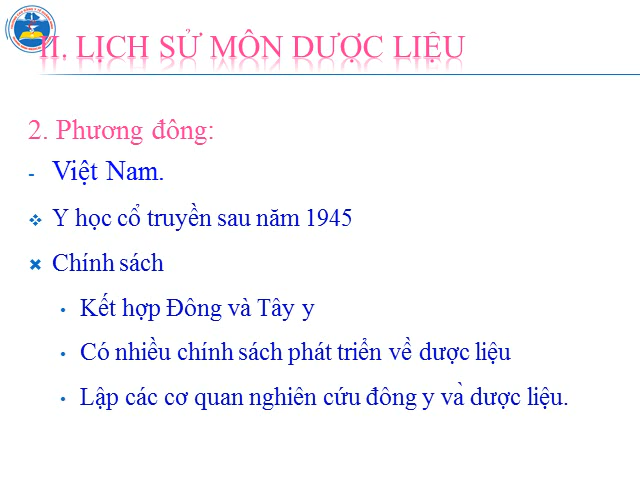 II. LỊCH SỬ MÔN DƯỢC LIỆU
2. Phương đông:
- Việt Nam.
❖ Y học cổ truyền sau năm 1945
✖ Chính sách
• Kết hợp Đông và Tây y
• Có nhiều chính sách phát triển về dược liệu
• Lập các cơ quan nghiên cứu đông y và dược liệu.